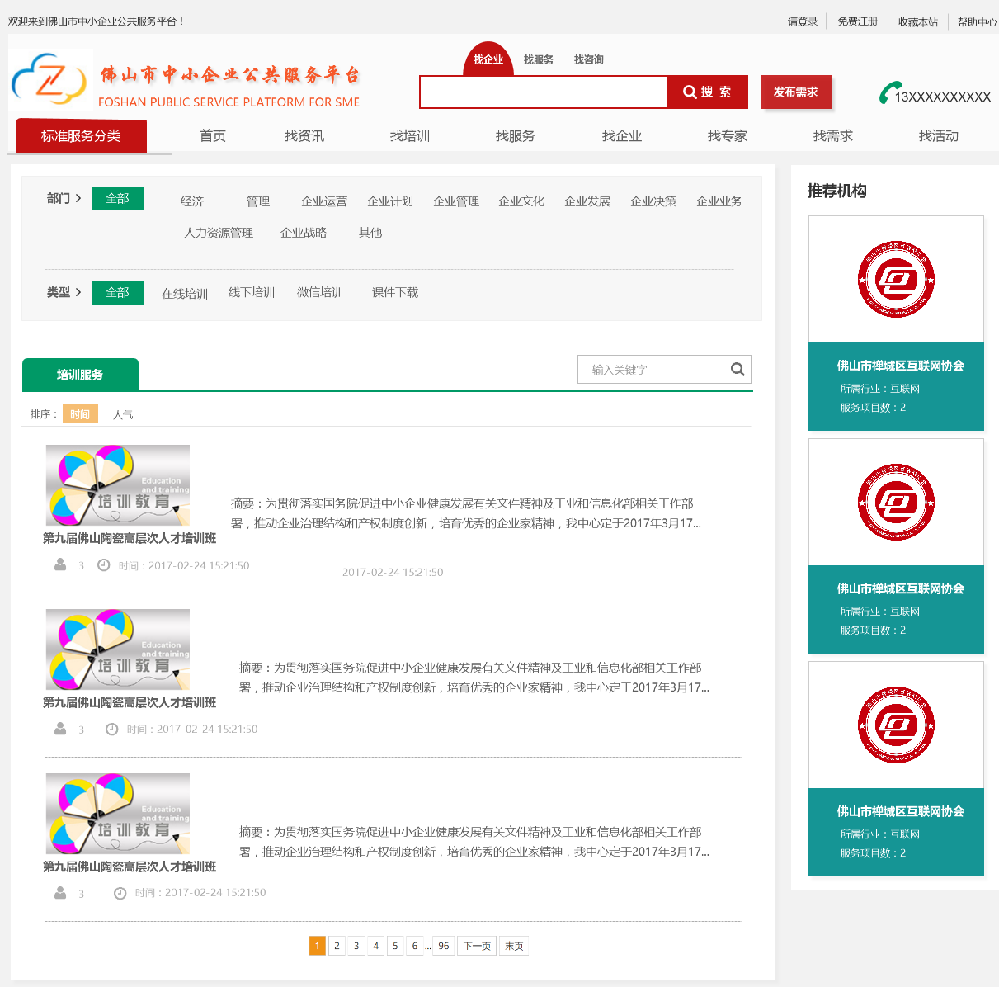 欢迎来到佛山市中小企业公共服务平台！
请登录 免费注册 收藏本站 帮助中心
佛山市中小企业公共服务平台
FOSHAN PUBLIC SERVICE PLATFORM FOR SME
找企业 找服务 找咨询
搜 索
发布需求
13XXXXXXXXXX
标准服务分类 首页 找资讯 找培训 找服务 找企业 找专家 找需求 找活动
部门 全部 经济 管理 企业运营 企业计划 企业管理 企业文化 企业发展 企业决策 企业业务
人力资源管理 企业战略 其他
类型 全部 在线培训 线下培训 微信培训 课件下载
培训服务
输入关键字
排序： 时间 人气
Education
and training
培训教育
摘要：为贯彻落实国务院促进中小企业健康发展有关文件精神及工业和信息化部相关工作部
署，推动企业治理结构和产权制度创新，培育优秀的企业家精神，我中心定于2017年3月17...
第九届佛山陶瓷高层次人才培训班
3 时间：2017-02-24 15:21:50
2017-02-24 15:21:50
Education
and training
培训教育
摘要：为贯彻落实国务院促进中小企业健康发展有关文件精神及工业和信息化部相关工作部
署，推动企业治理结构和产权制度创新，培育优秀的企业家精神，我中心定于2017年3月17...
第九届佛山陶瓷高层次人才培训班
3 时间：2017-02-24 15:21:50
Education
and training
培训教育
摘要：为贯彻落实国务院促进中小企业健康发展有关文件精神及工业和信息化部相关工作部
署，推动企业治理结构和产权制度创新，培育优秀的企业家精神，我中心定于2017年3月17...
第九届佛山陶瓷高层次人才培训班
3 时间：2017-02-24 15:21:50
1 2 3 4 5 6 ... 96 下一页 末页
推荐机构
佛山市禅城区互联网协会
所属行业：互联网
服务项目数：2
佛山市禅城区互联网协会
所属行业：互联网
服务项目数：2
佛山市禅城区互联网协会
所属行业：互联网
服务项目数：2